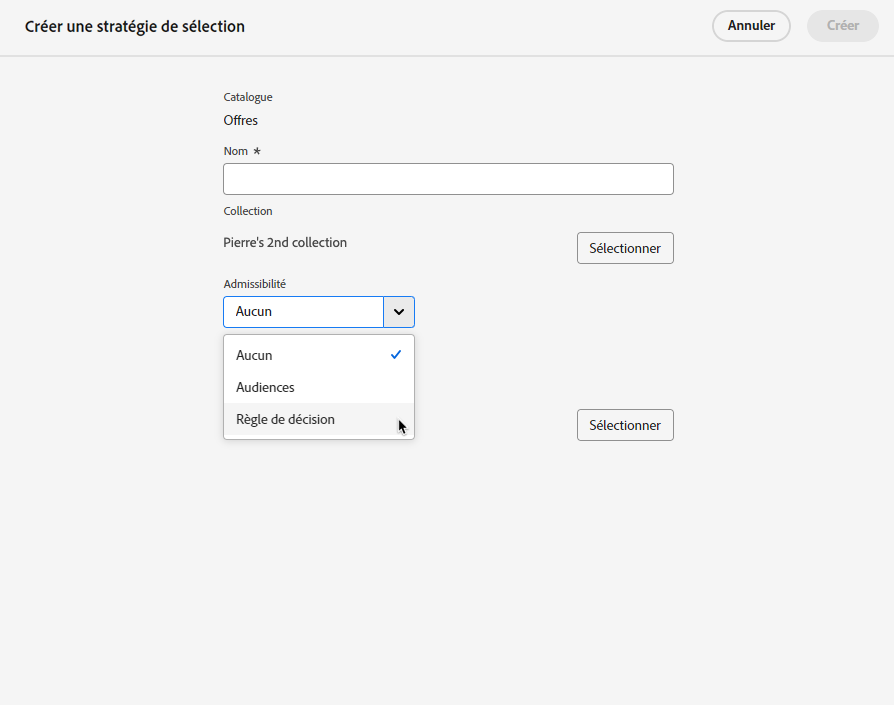 Créer une stratégie de sélection
Annuler
Créer
Catalogue
Offres
Nom *
Collection
Pierre's 2nd collection
Sélectionner
Admissibilité
Aucun
Aucun
Audiences
Règle de décision
Sélectionner